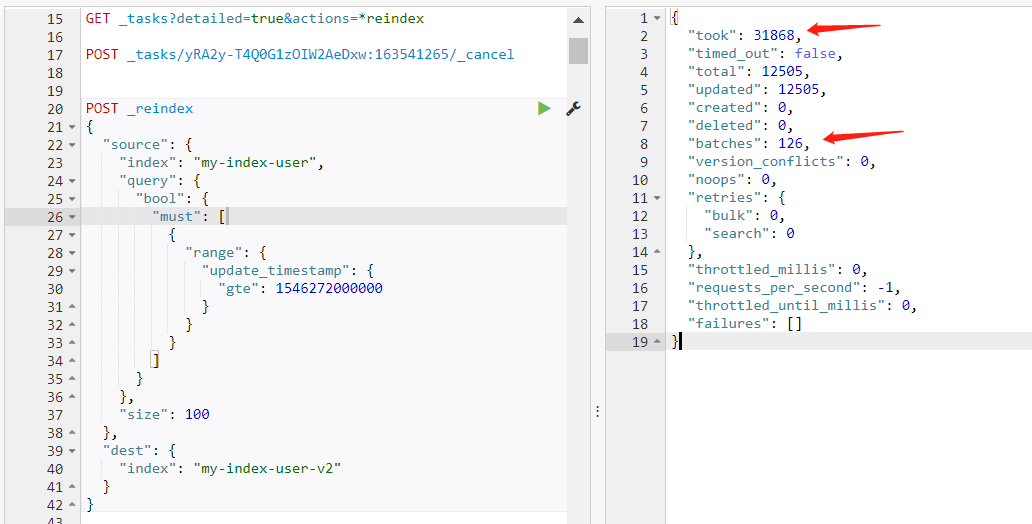 15 GET _tasks?detailed=true&actions=*reindex
16
17 POST _tasks/yRA2y-T4Q0G1zOIW2AeDxw:163541265/_cancel
18
19
20 POST _reindex
21 {
22   "source": {
23     "index": "my-index-user",
24     "query": {
25       "bool": {
26         "must": [
27           {
28             "range": {
29               "update_timestamp": {
30                 "gte": 1546272000000
31               }
32             }
33           }
34         ]
35       }
36     },
37     "size": 100
38   },
39   "dest": {
40     "index": "my-index-user-v2"
41   }
42 }
43
1 {
2   "took": 31868,
3   "timed_out": false,
4   "total": 12505,
5   "updated": 12505,
6   "created": 0,
7   "deleted": 0,
8   "batches": 126,
9   "version_conflicts": 0,
10   "noops": 0,
11   "retries": {
12     "bulk": 0,
13     "search": 0
14   },
15   "throttled_millis": 0,
16   "requests_per_second": -1,
17   "throttled_until_millis": 0,
18   "failures": []
19 }